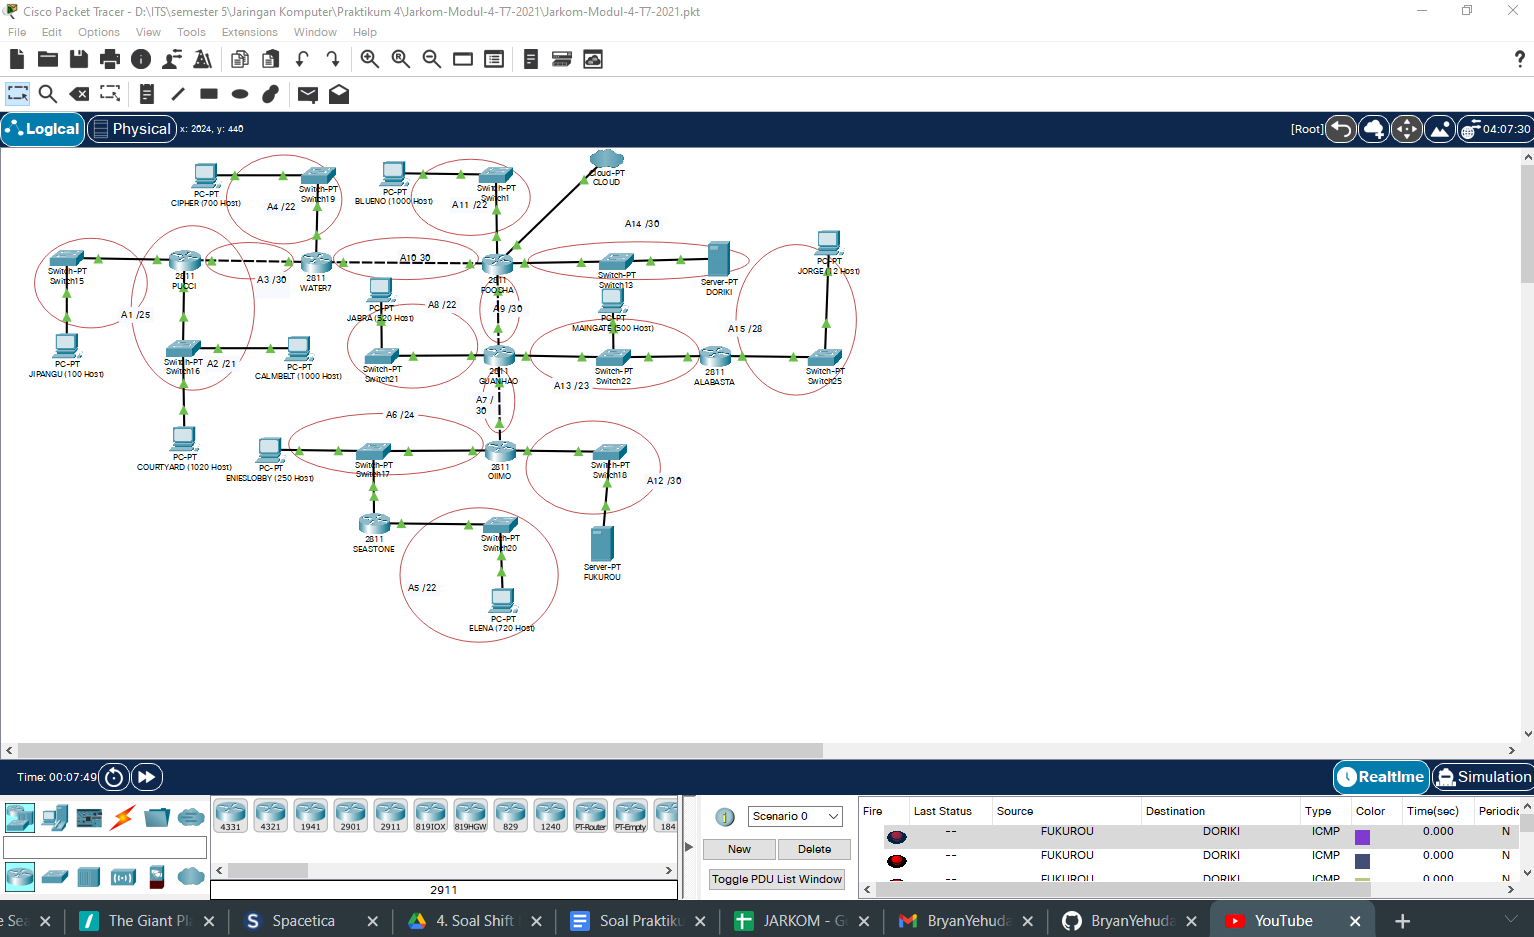 Cisco Packet Tracer - D:\ITS\semester 5\Jaringan Komputer\Praktikum 4\Jarkom-Modul-4-T7-2021\Jarkom-Modul-4-T7-2021.pkt
File Edit Options View Tools Extensions Window Help
Logical Physical x: 2024, y: 440 [Root] 04:07:30
Cloud-PT
CLOUD
PC-PT
CIPHER (700 Host)
Switch-PT
Switch19
A4 /22
PC-PT
BLUENO (1000 Host)
Switch-PT
Switch1
A11 /22
A14 /30
Switch-PT
Switch15
2811
PUCCI
A3 /30
2811
WATER7
A10 30
2811
FOOSHA
Switch-PT
Switch13
Server-PT
DORIKI
PC-PT
JORGE (12 Host)
A1 /25
PC-PT
JABRA (520 Host)
A8 /22
A9 /30
PC-PT
MAINGATE (500 Host)
A15 /28
PC-PT
JIPANGU (100 Host)
Switch-PT
Switch16
A2 /21
PC-PT
CALMBELT (1000 Host)
Switch-PT
Switch21
2811
GUANHAO
A13 /23
Switch-PT
Switch22
2811
ALABASTA
Switch-PT
Switch25
A7 /
30
A6 /24
PC-PT
COURTYARD (1020 Host)
PC-PT
ENIESLOBBY (250 Host)
Switch-PT
Switch17
2811
OIIMO
Switch-PT
Switch18
A12 /30
2811
SEASTONE
Switch-PT
Switch20
Server-PT
FUKUROU
A5 /22
PC-PT
ELENA (720 Host)
Time: 00:07:49 Realtime Simulation
4331 4321 1941 2901 2911 819IOX 819HGW 829 1240 PT-Router PT-Empty 184
2911
Scenario 0
New Delete
Toggle PDU List Window
Fire Last Status Source Destination Type Color Time(sec) Periodic
-- FUKUROU DORIKI ICMP 0.000 N
-- FUKUROU DORIKI ICMP 0.000 N
-- FUKUROU DORIKI ICMP 0.000 N
e Sea The Giant Pl Spacetica 4. Soal Shift Soal Praktiku JARKOM - G BryanYehuda BryanYehuda YouTube